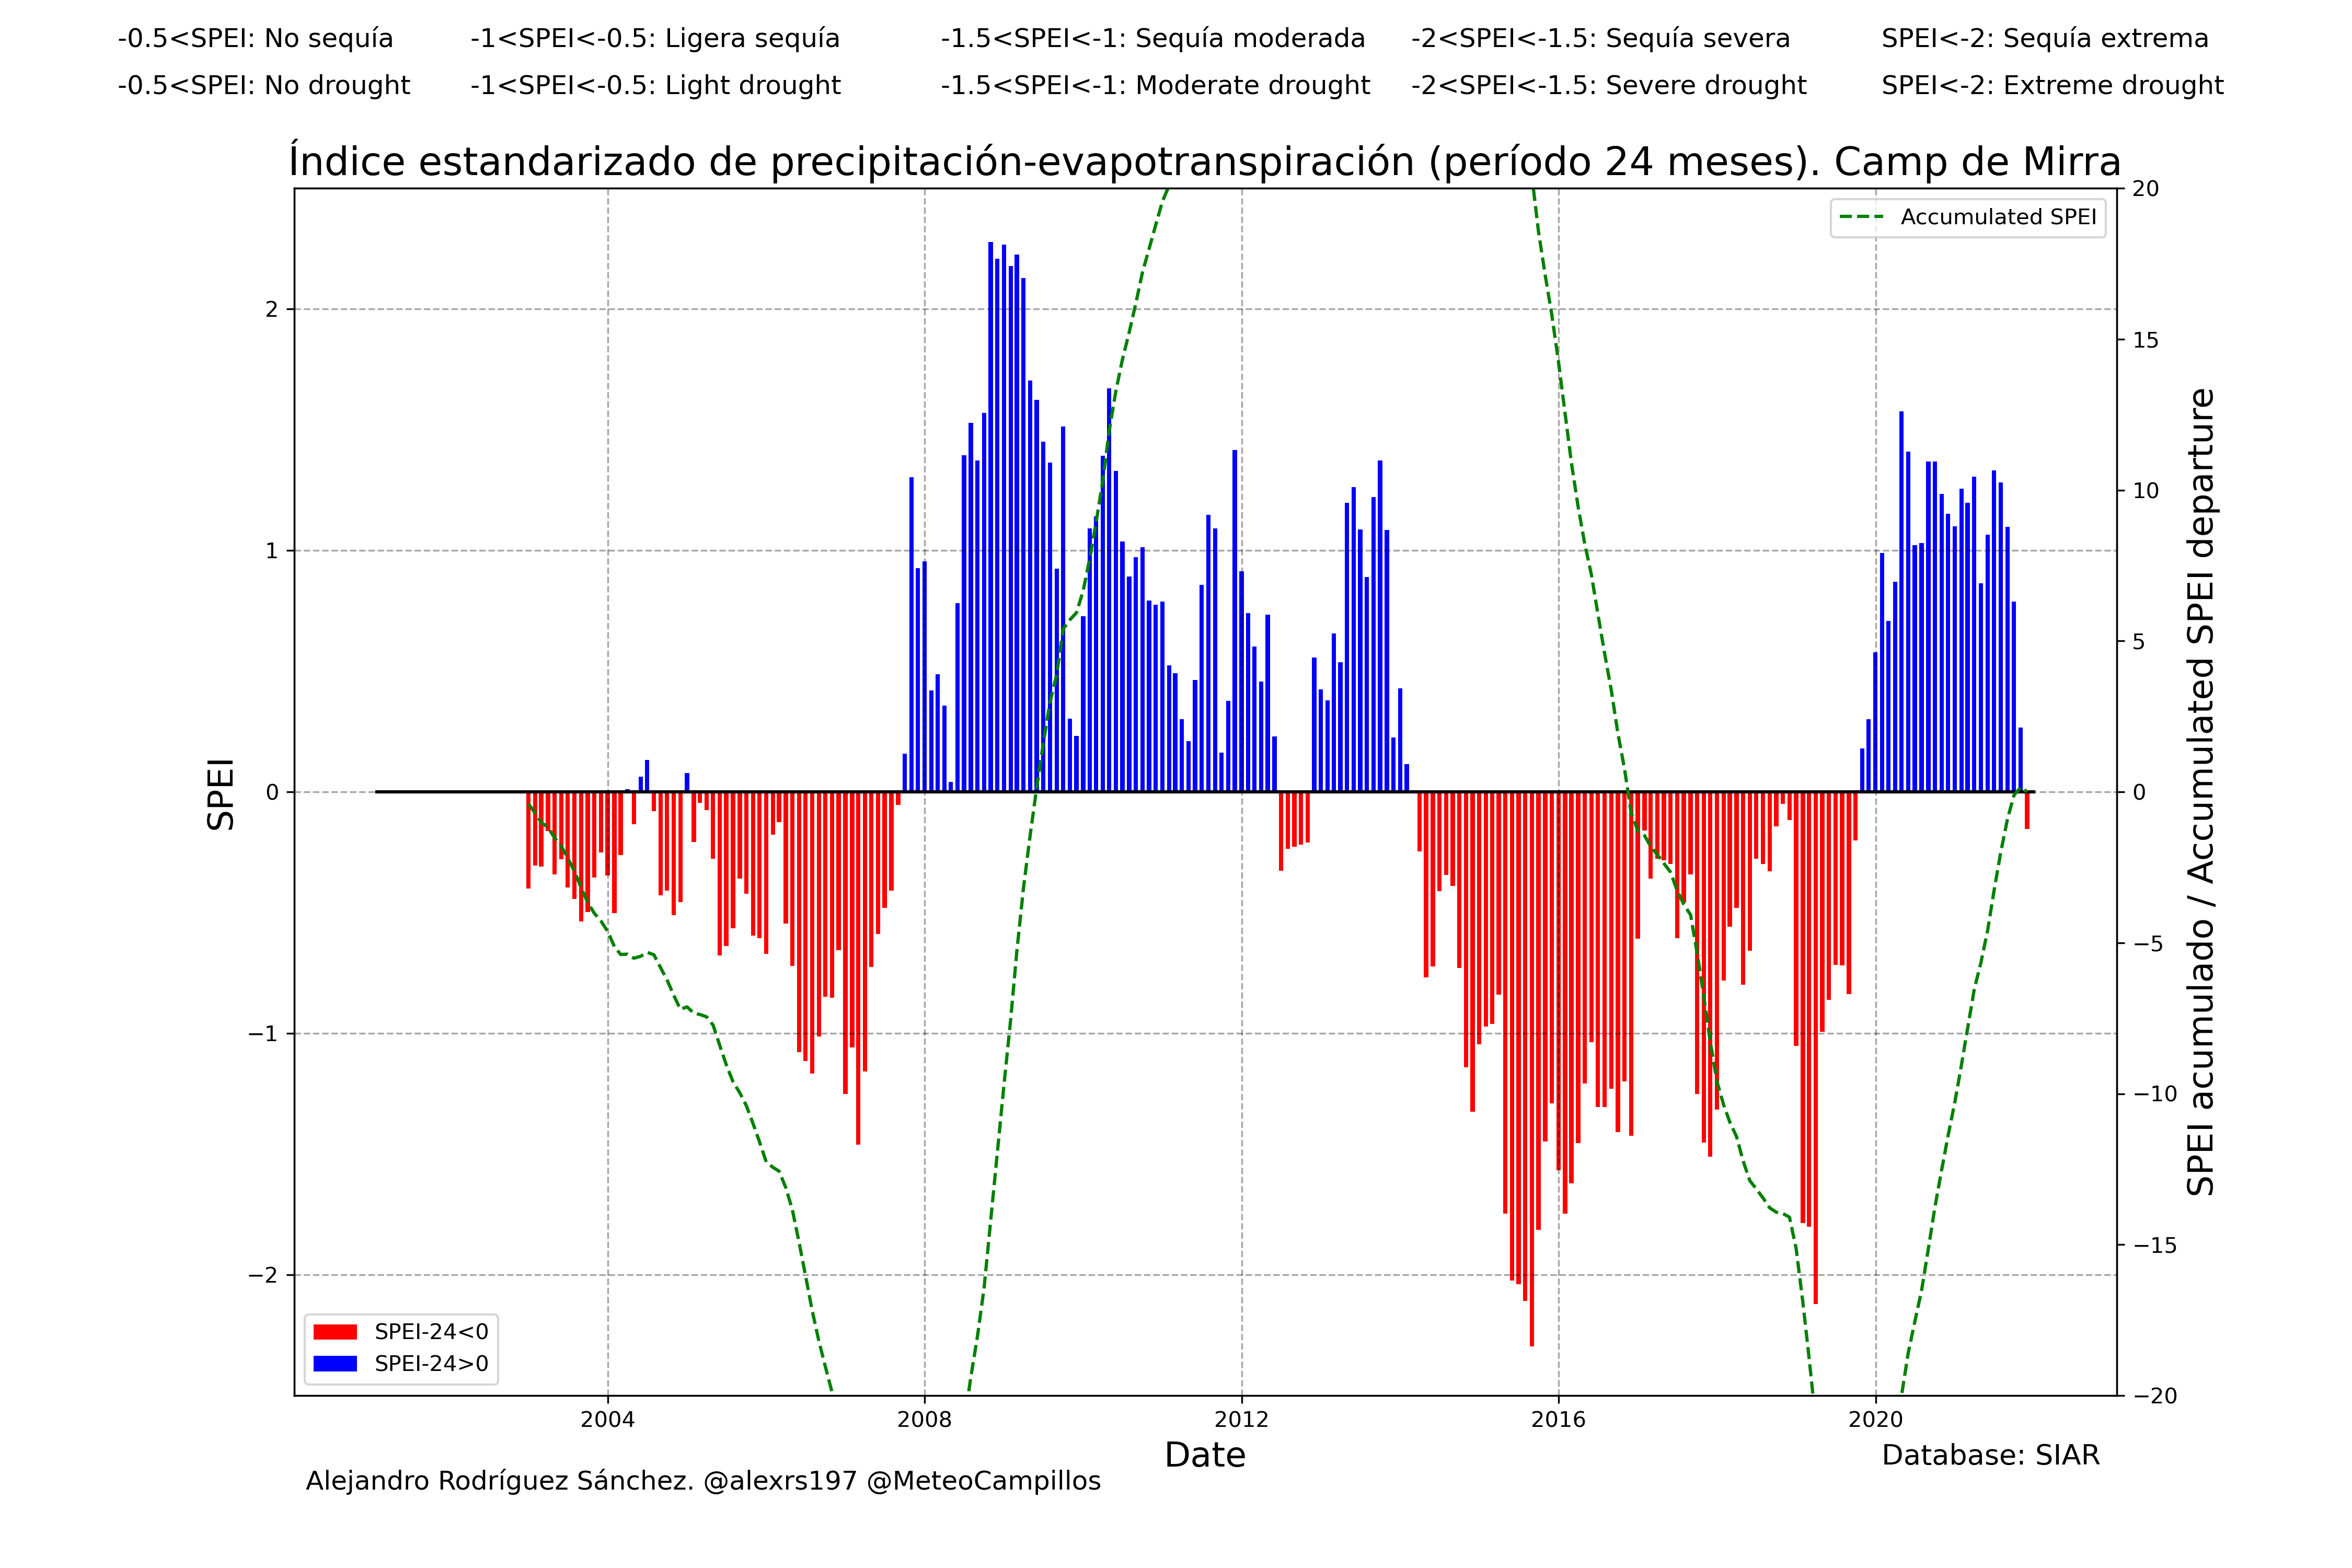 -0.5<SPEI: No sequía -1<SPEI<-0.5: Ligera sequía -1.5<SPEI<-1: Sequía moderada -2<SPEI<-1.5: Sequía severa SPEI<-2: Sequía extrema
-0.5<SPEI: No drought -1<SPEI<-0.5: Light drought -1.5<SPEI<-1: Moderate drought -2<SPEI<-1.5: Severe drought SPEI<-2: Extreme drought
Índice estandarizado de precipitación-evapotranspiración (período 24 meses). Camp de Mirra
Accumulated SPEI
SPEI
2
1
0
−1
−2
20
15
10
5
0
−5
−10
−15
−20
SPEI acumulado / Accumulated SPEI departure
SPEI-24<0
SPEI-24>0
2004 2008 2012 2016 2020
Date
Database: SIAR
Alejandro Rodríguez Sánchez. @alexrs197 @MeteoCampillos